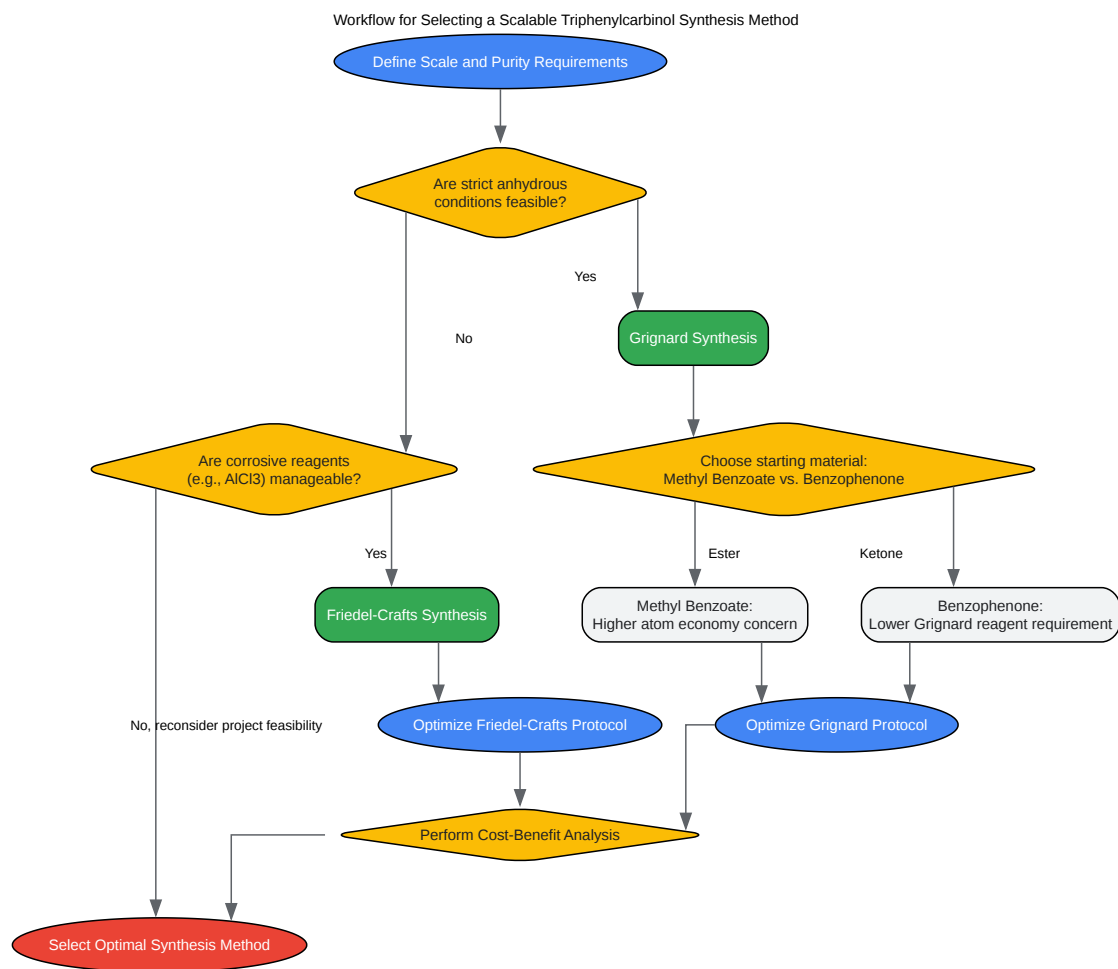 Workflow for Selecting a Scalable Triphenylcarbinol Synthesis Method
Define Scale and Purity Requirements
Are strict anhydrous
conditions feasible?
Yes
No
Grignard Synthesis
Are corrosive reagents
(e.g., AlCl3) manageable?
Choose starting material:
Methyl Benzoate vs. Benzophenone
Yes
Ester
Ketone
Friedel-Crafts Synthesis
Methyl Benzoate:
Higher atom economy concern
Benzophenone:
Lower Grignard reagent requirement
No, reconsider project feasibility
Optimize Friedel-Crafts Protocol
Optimize Grignard Protocol
Perform Cost-Benefit Analysis
Select Optimal Synthesis Method